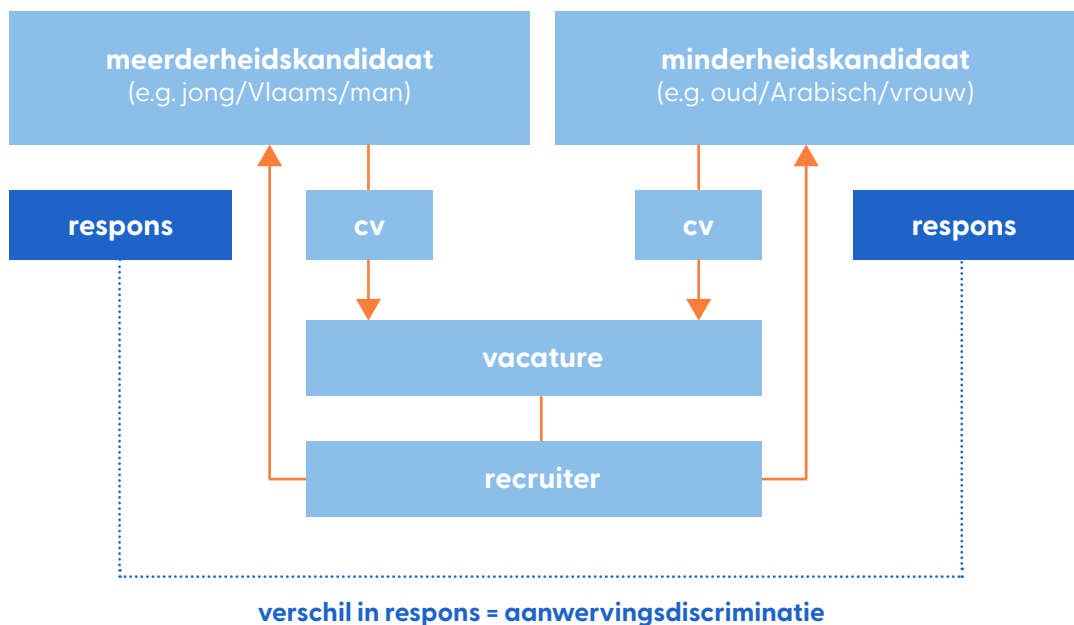 meerderheidskandidaat
(e.g. jong/Vlaams/man)
minderheidskandidaat
(e.g. oud/Arabisch/vrouw)
respons
cv
cv
respons
vacature
recruiter
verschil in respons = aanwervingsdiscriminatie